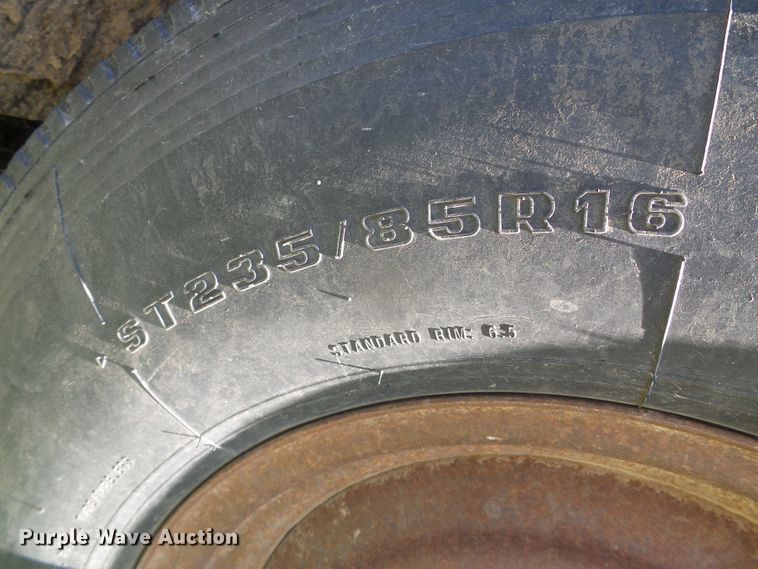 ST235/85R16
STANDARD RIM: 6.5
Purple Wave Auction